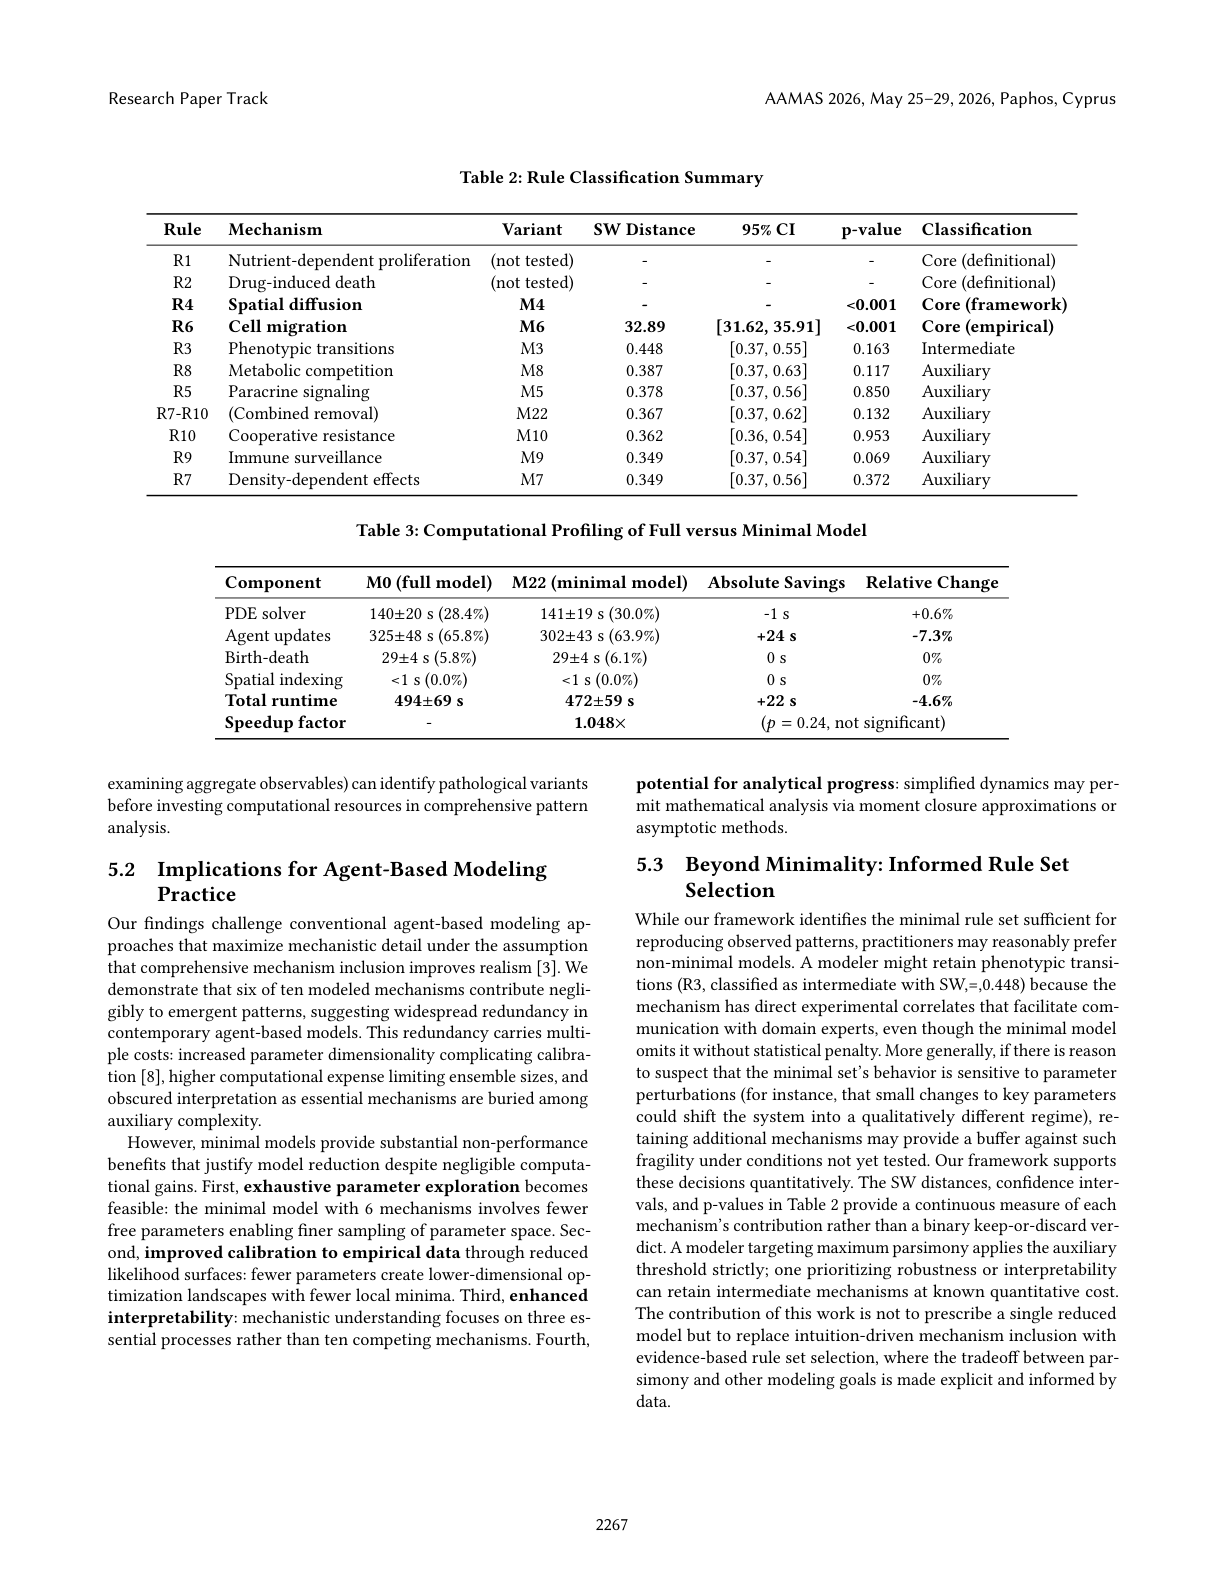 Research Paper Track
AAMAS 2026, May 25–29, 2026, Paphos, Cyprus
Table 2: Rule Classification Summary
Rule Mechanism Variant SW Distance 95% CI p-value Classification
R1 Nutrient-dependent proliferation (not tested) - - - Core (definitional)
R2 Drug-induced death (not tested) - - - Core (definitional)
R4 Spatial diffusion M4 - - <0.001 Core (framework)
R6 Cell migration M6 32.89 [31.62, 35.91] <0.001 Core (empirical)
R3 Phenotypic transitions M3 0.448 [0.37, 0.55] 0.163 Intermediate
R8 Metabolic competition M8 0.387 [0.37, 0.63] 0.117 Auxiliary
R5 Paracrine signaling M5 0.378 [0.37, 0.56] 0.850 Auxiliary
R7-R10 (Combined removal) M22 0.367 [0.37, 0.62] 0.132 Auxiliary
R10 Cooperative resistance M10 0.362 [0.36, 0.54] 0.953 Auxiliary
R9 Immune surveillance M9 0.349 [0.37, 0.54] 0.069 Auxiliary
R7 Density-dependent effects M7 0.349 [0.37, 0.56] 0.372 Auxiliary
Table 3: Computational Profiling of Full versus Minimal Model
Component M0 (full model) M22 (minimal model) Absolute Savings Relative Change
PDE solver 140±20 s (28.4%) 141±19 s (30.0%) -1 s +0.6%
Agent updates 325±48 s (65.8%) 302±43 s (63.9%) +24 s -7.3%
Birth-death 29±4 s (5.8%) 29±4 s (6.1%) 0 s 0%
Spatial indexing <1 s (0.0%) <1 s (0.0%) 0 s 0%
Total runtime 494±69 s 472±59 s +22 s -4.6%
Speedup factor - 1.048× (p = 0.24, not significant)
examining aggregate observables) can identify pathological variants
before investing computational resources in comprehensive pattern
analysis.
5.2 Implications for Agent-Based Modeling
Practice
Our findings challenge conventional agent-based modeling ap-
proaches that maximize mechanistic detail under the assumption
that comprehensive mechanism inclusion improves realism [3]. We
demonstrate that six of ten modeled mechanisms contribute negli-
gibly to emergent patterns, suggesting widespread redundancy in
contemporary agent-based models. This redundancy carries multi-
ple costs: increased parameter dimensionality complicating calibra-
tion [8], higher computational expense limiting ensemble sizes, and
obscured interpretation as essential mechanisms are buried among
auxiliary complexity.
However, minimal models provide substantial non-performance
benefits that justify model reduction despite negligible computa-
tional gains. First, exhaustive parameter exploration becomes
feasible: the minimal model with 6 mechanisms involves fewer
free parameters enabling finer sampling of parameter space. Sec-
ond, improved calibration to empirical data through reduced
likelihood surfaces: fewer parameters create lower-dimensional op-
timization landscapes with fewer local minima. Third, enhanced
interpretability: mechanistic understanding focuses on three es-
sential processes rather than ten competing mechanisms. Fourth,
potential for analytical progress: simplified dynamics may per-
mit mathematical analysis via moment closure approximations or
asymptotic methods.
5.3 Beyond Minimality: Informed Rule Set
Selection
While our framework identifies the minimal rule set sufficient for
reproducing observed patterns, practitioners may reasonably prefer
non-minimal models. A modeler might retain phenotypic transi-
tions (R3, classified as intermediate with SW,=,0.448) because the
mechanism has direct experimental correlates that facilitate com-
munication with domain experts, even though the minimal model
omits it without statistical penalty. More generally, if there is reason
to suspect that the minimal set's behavior is sensitive to parameter
perturbations (for instance, that small changes to key parameters
could shift the system into a qualitatively different regime), re-
taining additional mechanisms may provide a buffer against such
fragility under conditions not yet tested. Our framework supports
these decisions quantitatively. The SW distances, confidence inter-
vals, and p-values in Table 2 provide a continuous measure of each
mechanism's contribution rather than a binary keep-or-discard ver-
dict. A modeler targeting maximum parsimony applies the auxiliary
threshold strictly; one prioritizing robustness or interpretability
can retain intermediate mechanisms at known quantitative cost.
The contribution of this work is not to prescribe a single reduced
model but to replace intuition-driven mechanism inclusion with
evidence-based rule set selection, where the tradeoff between par-
simony and other modeling goals is made explicit and informed by
data.
2267